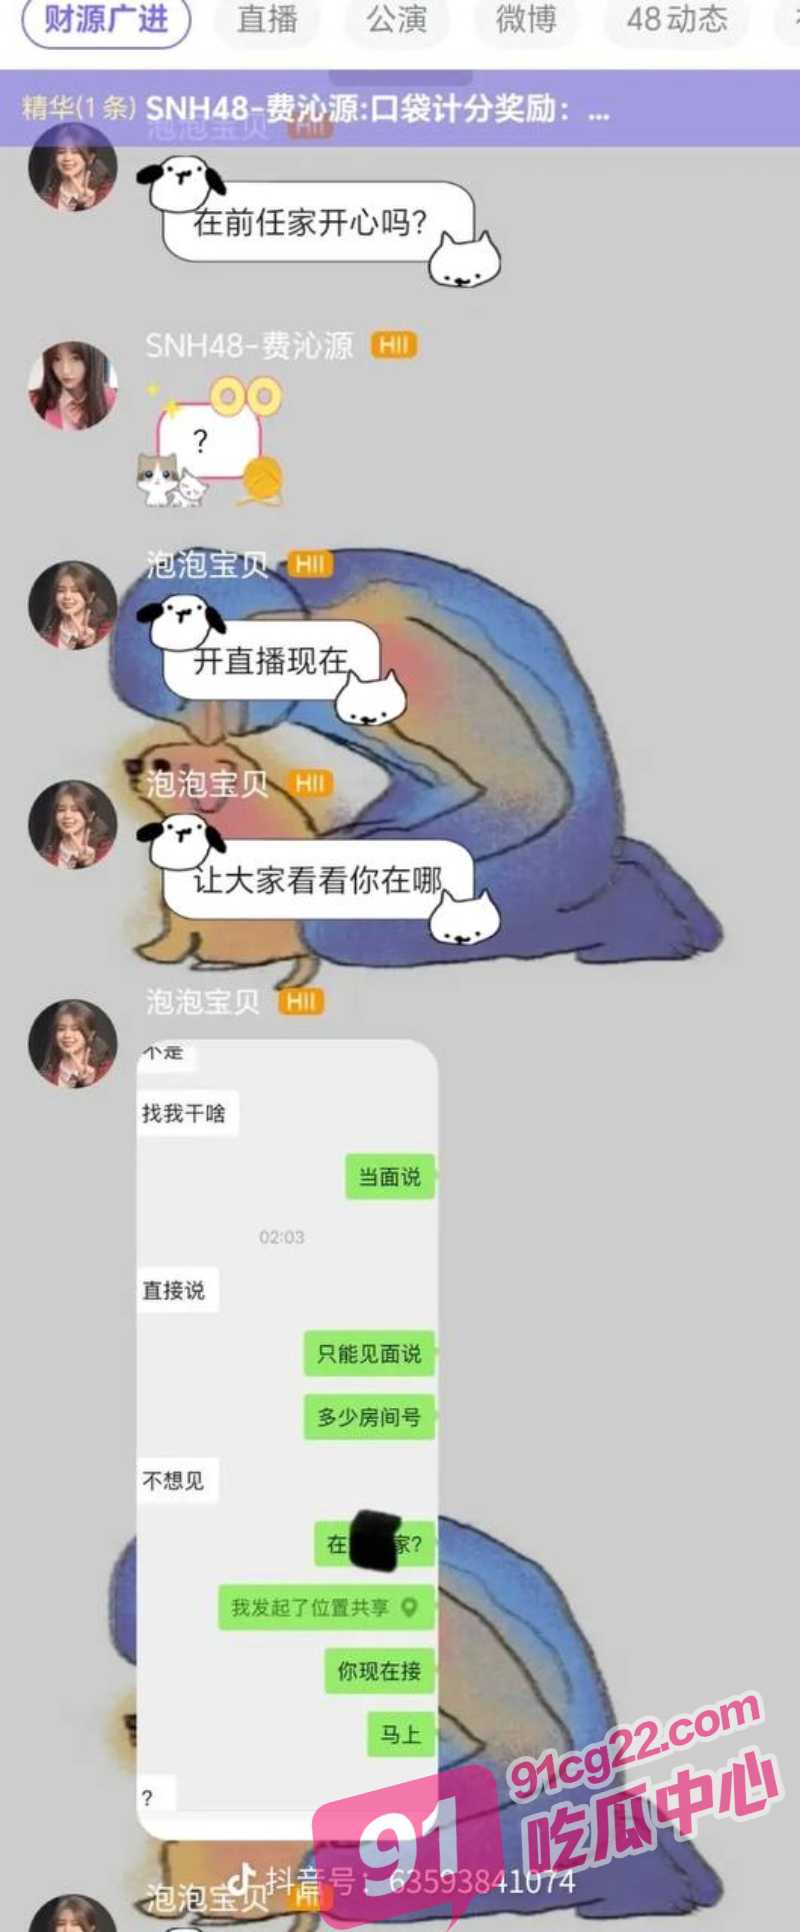 财源广进 直播 公演 微博 48动态
精华(1条) SNH48-费沁源:口袋计分奖励：...
泡泡宝贝 HII
在前任家开心吗？
SNH48-费沁源 HII
？
泡泡宝贝 HII
开直播现在
泡泡宝贝 HII
让大家看看你在哪
泡泡宝贝 HII
不是
找我干啥
当面说
02:03
直接说
只能见面说
多少房间号
不想见
在 家?
我发起了位置共享
你现在接
马上
?
91cg22.com
91 吃瓜中心
抖音号：63593841074
泡泡宝贝 HII